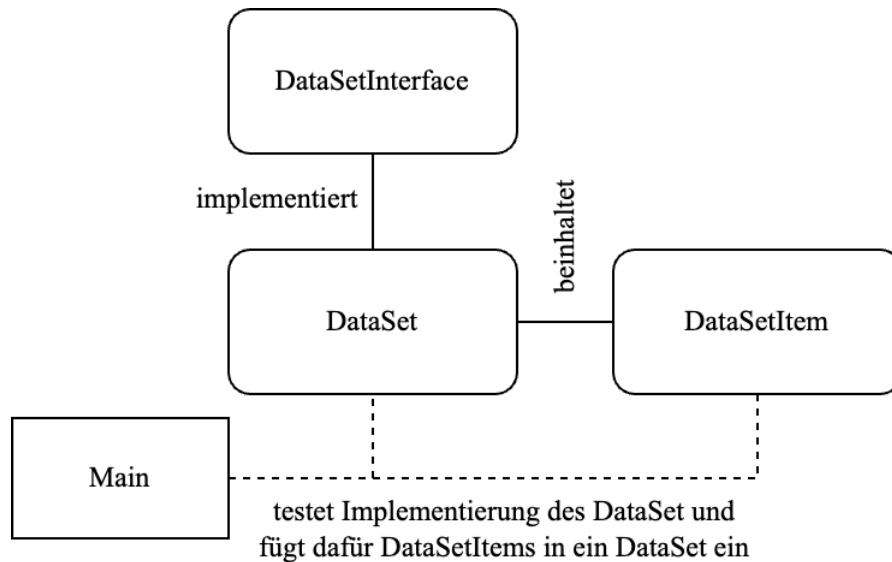 DataSetInterface
implementiert
beinhaltet
DataSet
DataSetItem
Main
testet Implementierung des DataSet und
fügt dafür DataSetItems in ein DataSet ein